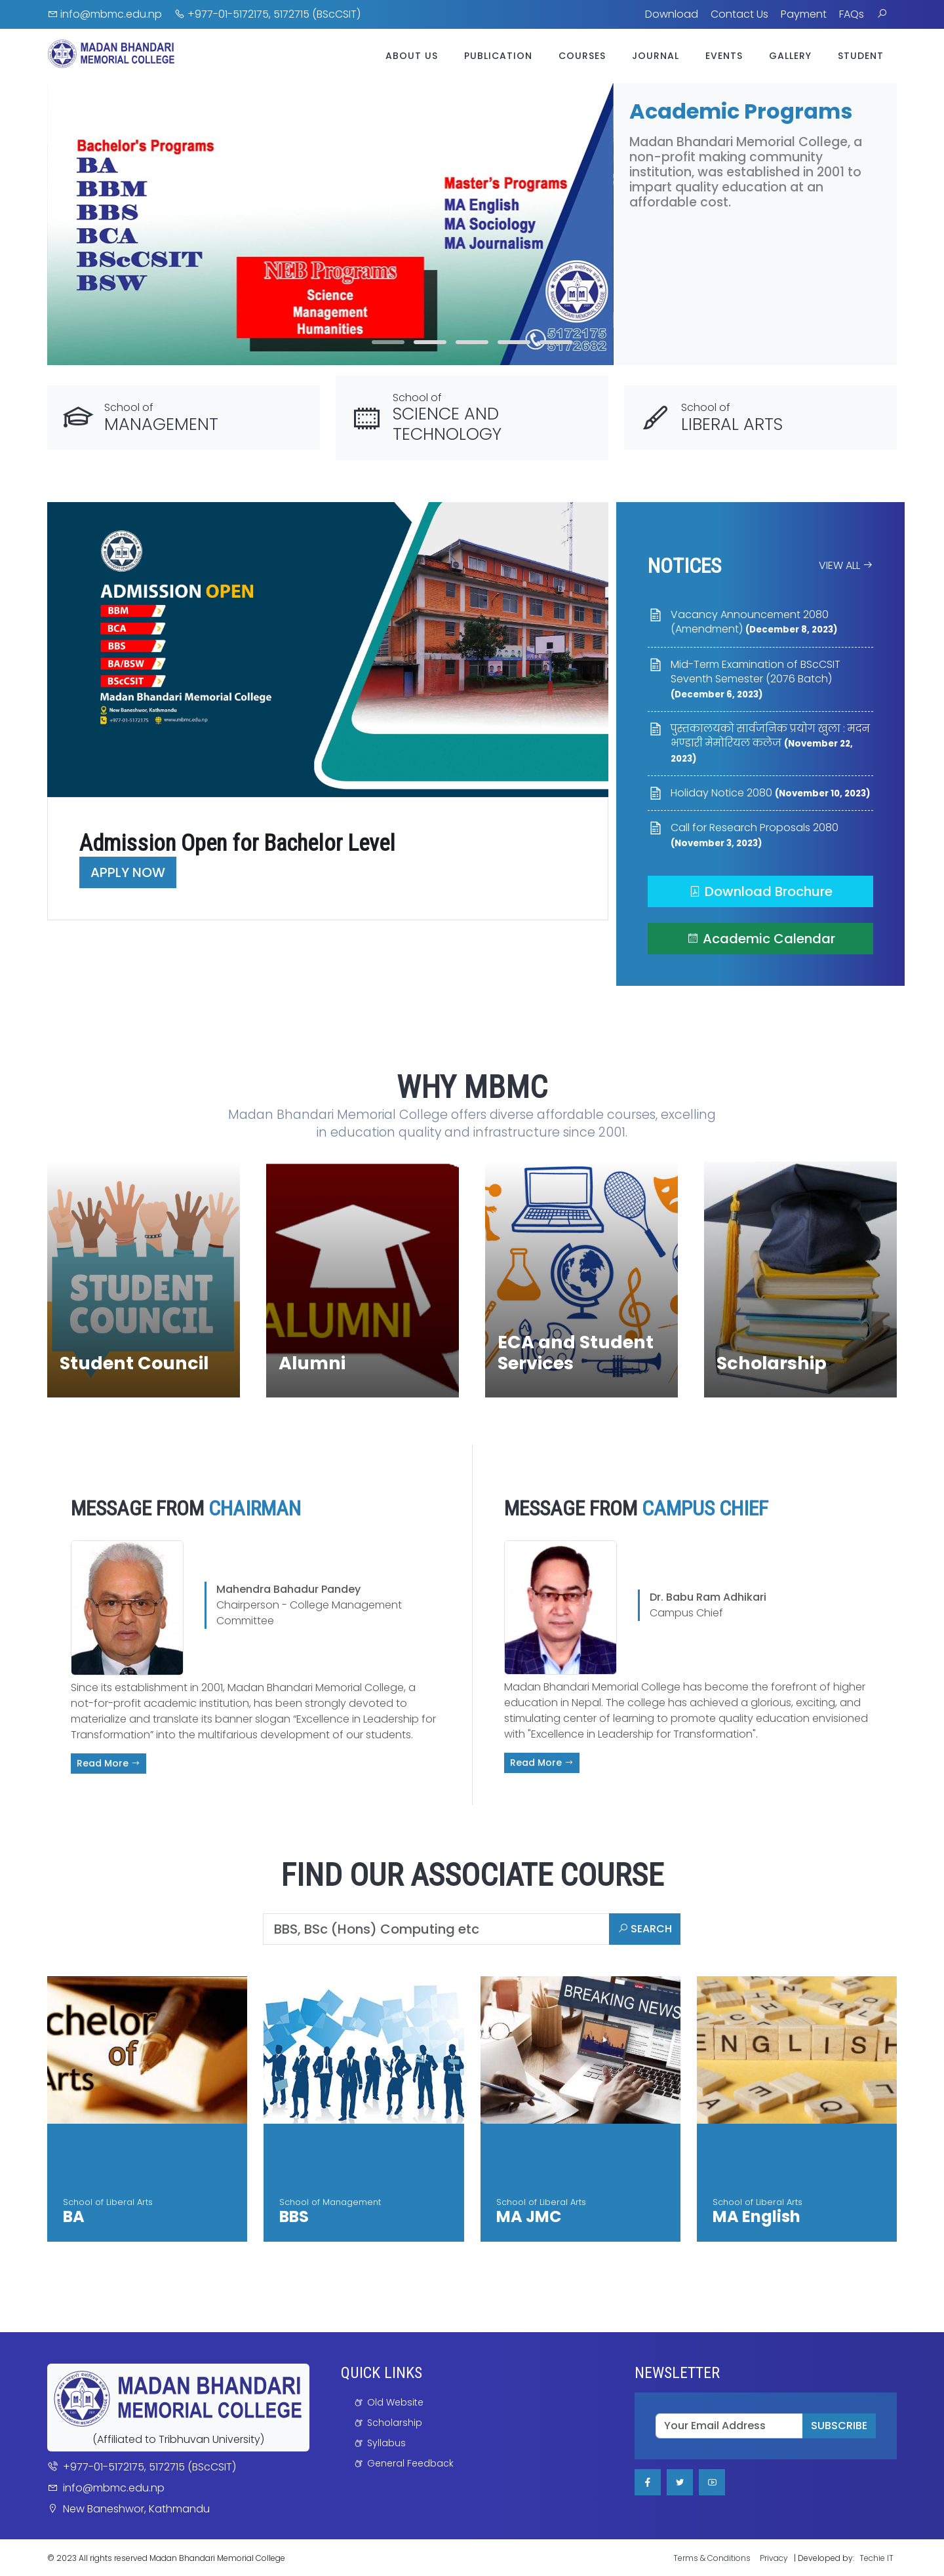 info@mbmc.edu.np +977-01-5172175, 5172715 (BScCSIT) Download Contact Us Payment FAQs
MADAN BHANDARI
MEMORIAL COLLEGE
ABOUT US PUBLICATION COURSES JOURNAL EVENTS GALLERY STUDENT
Bachelor's Programs
BA
BBM
BBS
BCA
BScCSIT
BSW
Master's Programs
MA English
MA Sociology
MA Journalism
NEB Programs
Science
Management
Humanities
5172175
5172682
Academic Programs
Madan Bhandari Memorial College, a
non-profit making community
institution, was established in 2001 to
impart quality education at an
affordable cost.
School of
MANAGEMENT
School of
SCIENCE AND
TECHNOLOGY
School of
LIBERAL ARTS
ADMISSION OPEN
BBM
BCA
BBS
BA/BSW
BScCSIT
Madan Bhandari Memorial College
New Baneshwor, Kathmandu
+977-01-5172175 www.mbmc.edu.np
Admission Open for Bachelor Level
APPLY NOW
NOTICES
VIEW ALL →
Vacancy Announcement 2080
(Amendment) (December 8, 2023)
Mid-Term Examination of BScCSIT
Seventh Semester (2076 Batch)
(December 6, 2023)
पुस्तकालयको सार्वजनिक प्रयोग खुला : मदन
भण्डारी मेमोरियल कलेज (November 22,
2023)
Holiday Notice 2080 (November 10, 2023)
Call for Research Proposals 2080
(November 3, 2023)
Download Brochure
Academic Calendar
WHY MBMC
Madan Bhandari Memorial College offers diverse affordable courses, excelling
in education quality and infrastructure since 2001.
STUDENT
COUNCIL
Student Council
ALUMNI
Alumni
ECA and Student
Services
Scholarship
MESSAGE FROM CHAIRMAN
Mahendra Bahadur Pandey
Chairperson - College Management
Committee
Since its establishment in 2001, Madan Bhandari Memorial College, a
not-for-profit academic institution, has been strongly devoted to
materialize and translate its banner slogan “Excellence in Leadership for
Transformation” into the multifarious development of our students.
Read More →
MESSAGE FROM CAMPUS CHIEF
Dr. Babu Ram Adhikari
Campus Chief
Madan Bhandari Memorial College has become the forefront of higher
education in Nepal. The college has achieved a glorious, exciting, and
stimulating center of learning to promote quality education envisioned
with "Excellence in Leadership for Transformation".
Read More →
FIND OUR ASSOCIATE COURSE
BBS, BSc (Hons) Computing etc
SEARCH
chelor
of
Arts
School of Liberal Arts
BA
School of Management
BBS
BREAKING NEWS
School of Liberal Arts
MA JMC
ENGLISH
School of Liberal Arts
MA English
MADAN BHANDARI
MEMORIAL COLLEGE
(Affiliated to Tribhuvan University)
+977-01-5172175, 5172715 (BScCSIT)
info@mbmc.edu.np
New Baneshwor, Kathmandu
QUICK LINKS
Old Website
Scholarship
Syllabus
General Feedback
NEWSLETTER
Your Email Address
SUBSCRIBE
© 2023 All rights reserved Madan Bhandari Memorial College
Terms & Conditions Privacy | Developed by: Techie IT